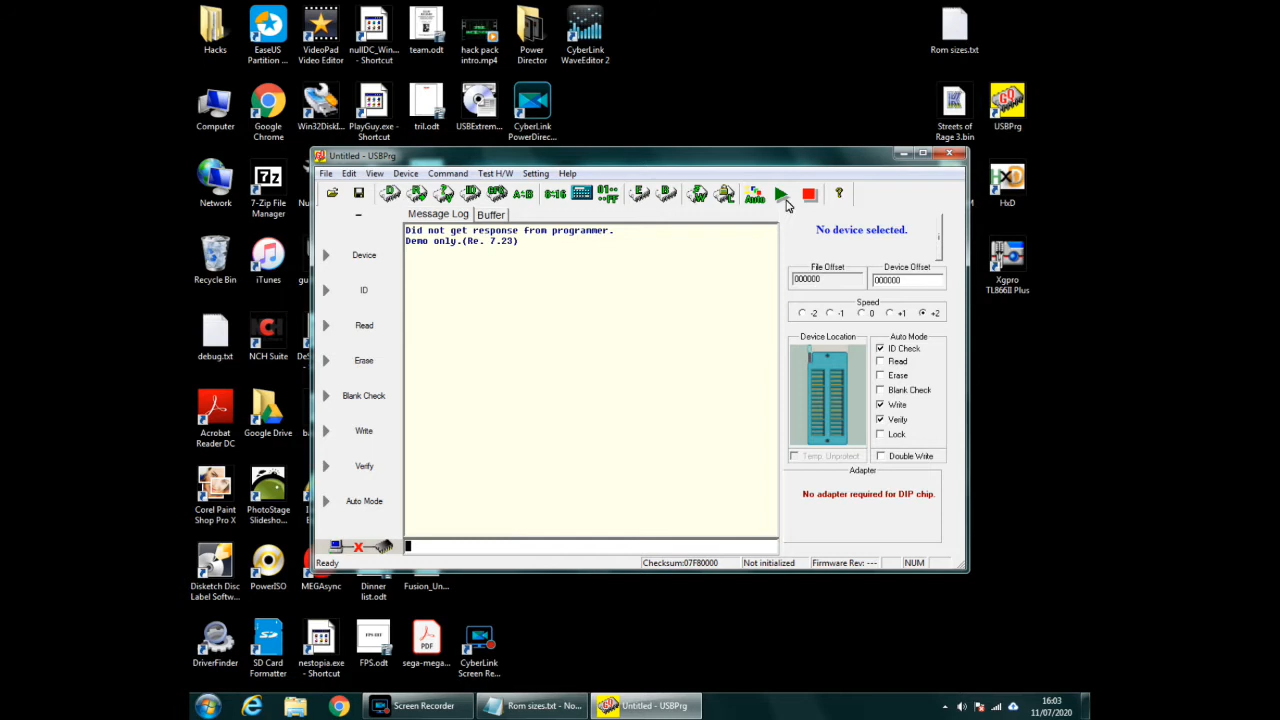 Hacks
EaseUS
Partition ...
VideoPad
Video Editor
nullDC_Win...
- Shortcut
team.odt
hack pack
intro.mp4
Power
Director
CyberLink
WaveEditor 2
Rom sizes.txt
Computer
Google
Chrome
Win32DiskI...
PlayGuy.exe -
Shortcut
tril.odt
USBExtrem...
CyberLink
PowerDirec...
Streets of
Rage 3.bin
USBPrg
Untitled - USBPrg
File Edit View Device Command Test H/W Setting Help
Auto
Message Log Buffer
Did not get response from programmer.
Demo only.(Re. 7.23)
No device selected.
File Offset Device Offset
000000 000000
Speed
-2 -1 0 +1 +2
Device Location Auto Mode
ID Check
Read
Erase
Blank Check
Write
Verify
Lock
Temp. Unprotect Double Write
Adapter
No adapter required for DIP chip.
Device
ID
Read
Erase
Blank Check
Write
Verify
Auto Mode
Ready Checksum:07F80000 Not initialized Firmware Rev: --- NUM
Network
7-Zip File
Manager
HxD
Recycle Bin
iTunes
Xgpro
TL866II Plus
debug.txt
NCH Suite
Acrobat
Reader DC
Google Drive
Corel Paint
Shop Pro X
PhotoStage
Slidesho...
Disketch Disc
Label Softw...
PowerISO
MEGAsync
Dinner
list.odt
Fusion_Un...
DriverFinder
SD Card
Formatter
nestopia.exe
- Shortcut
FPS.odt
sega-mega...
CyberLink
Screen Re...
Screen Recorder
Rom sizes.txt - No...
Untitled - USBPrg
16:03
11/07/2020